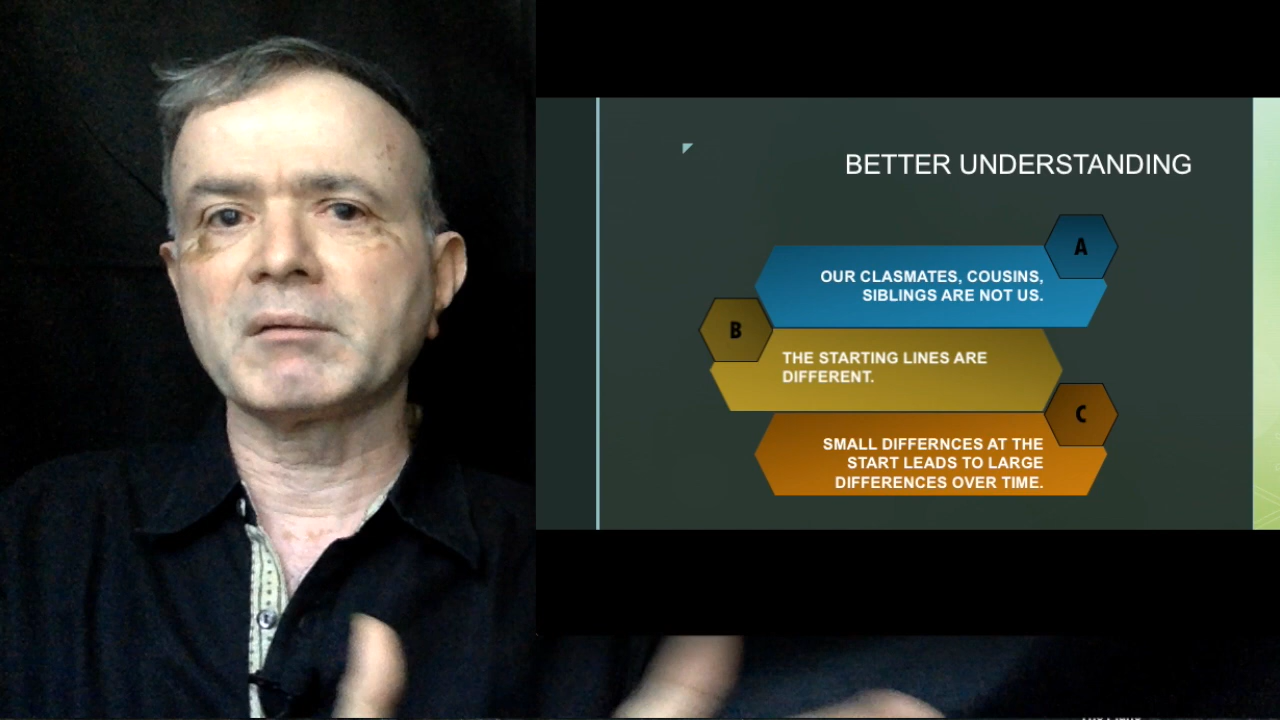 BETTER UNDERSTANDING
A
OUR CLASMATES, COUSINS,
SIBLINGS ARE NOT US.
B
THE STARTING LINES ARE
DIFFERENT.
C
SMALL DIFFERNCES AT THE
START LEADS TO LARGE
DIFFERENCES OVER TIME.